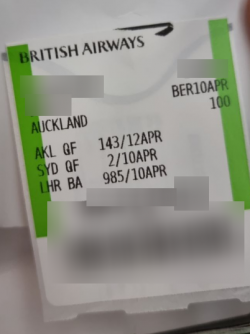 BRITISH AIRWAYS
BER10APR
100
AUCKLAND
AKL QF 143/12APR
SYD QF 2/10APR
LHR BA 985/10APR